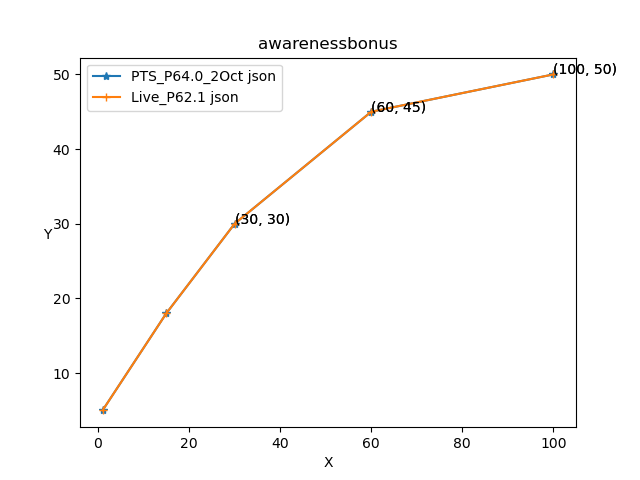 awarenessbonus
PTS_P64.0_2Oct json
Live_P62.1 json
(100, 50)
(60, 45)
(30, 30)
50
40
30
20
10
Y
0
20
40
60
80
100
X